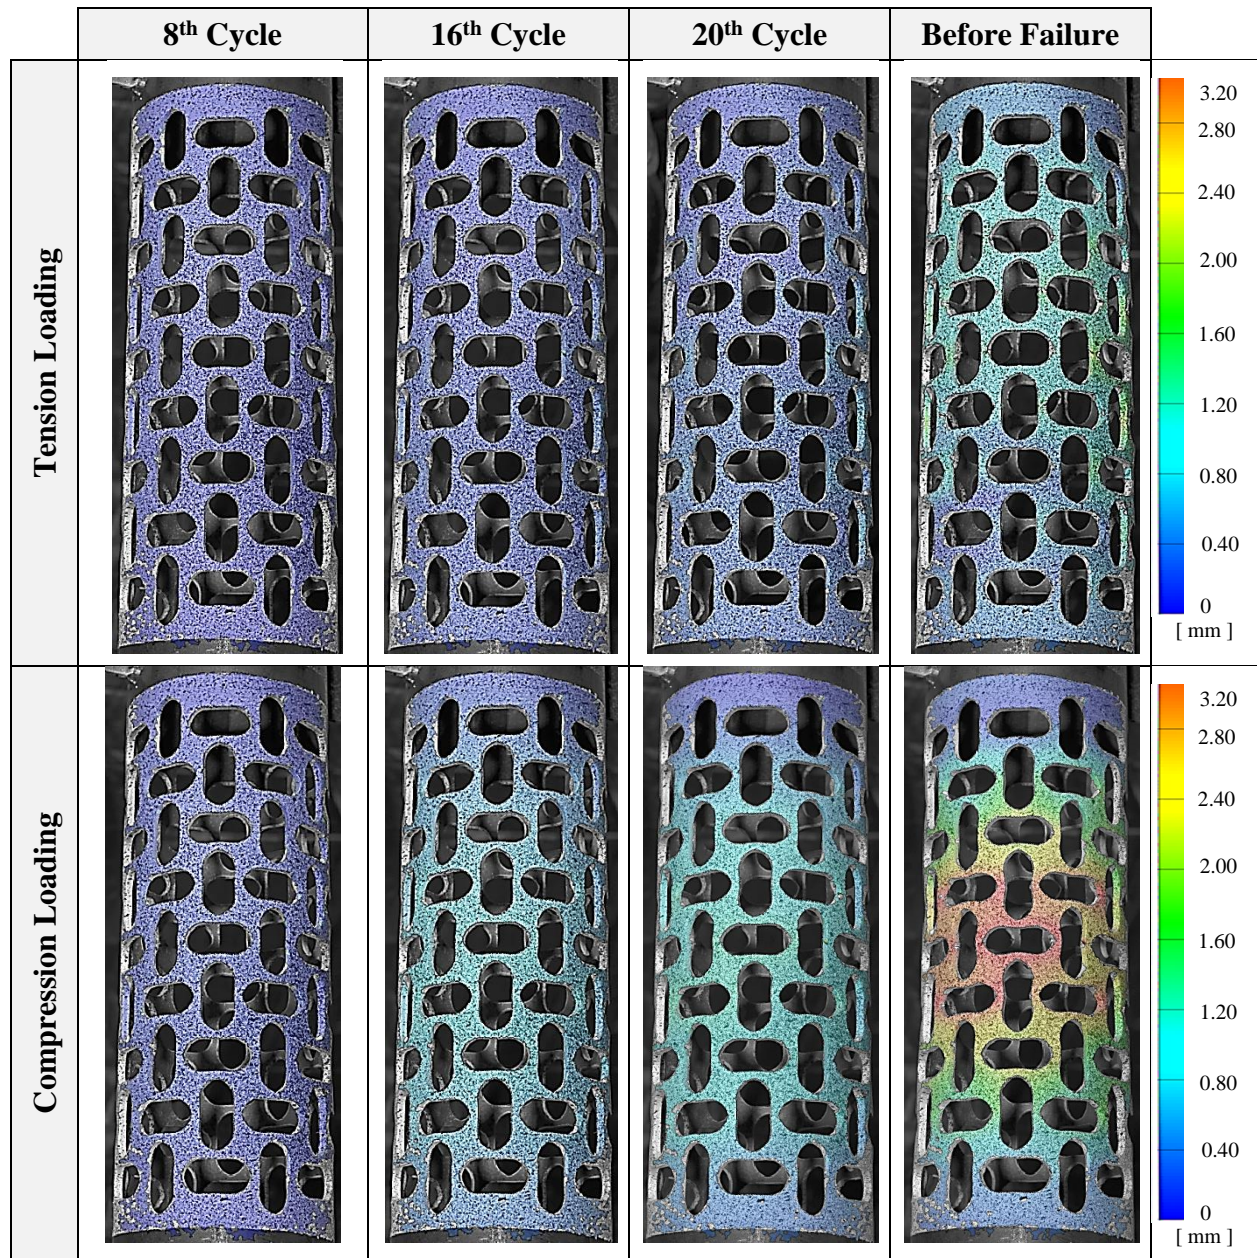 8th Cycle
16th Cycle
20th Cycle
Before Failure
Tension Loading
3.20
2.80
2.40
2.00
1.60
1.20
0.80
0.40
0
[ mm ]
Compression Loading
3.20
2.80
2.40
2.00
1.60
1.20
0.80
0.40
0
[ mm ]